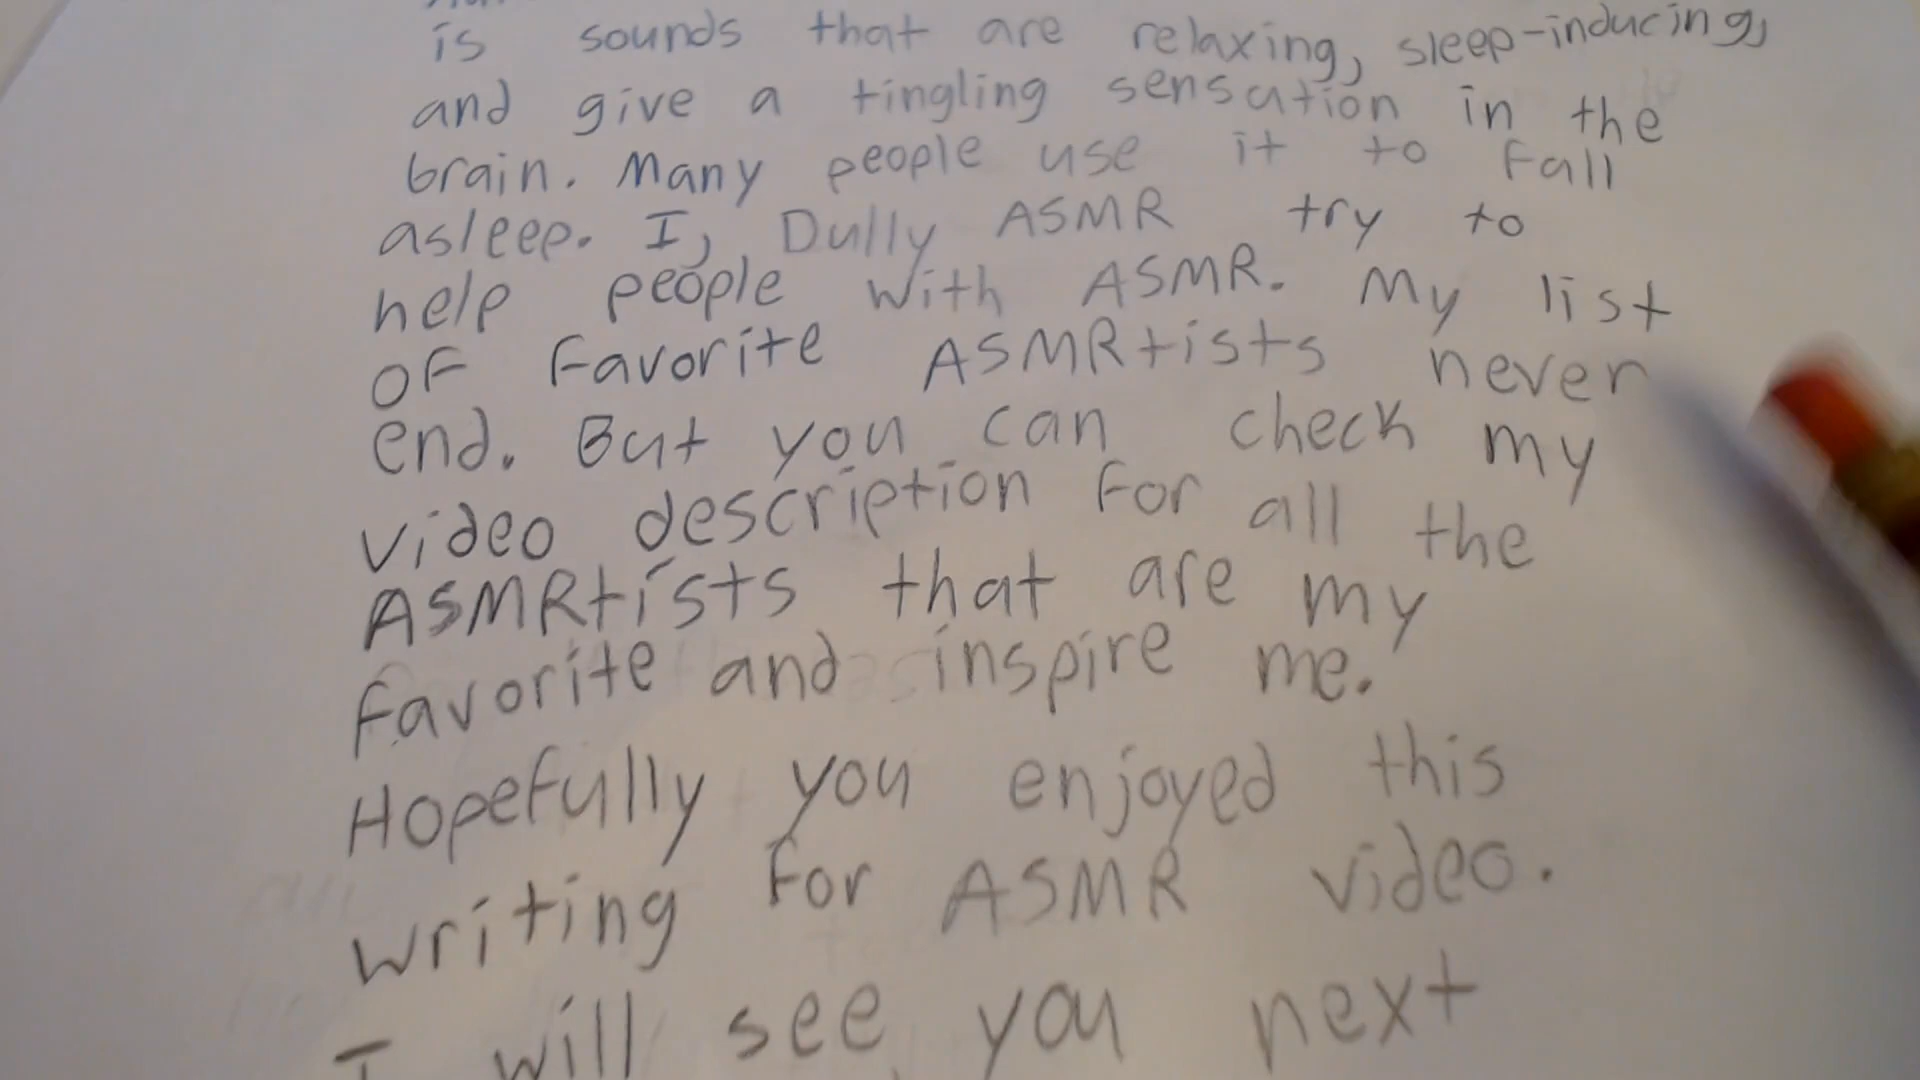 is sounds that are relaxing, sleep-inducing,
and give a tingling sensation in the
brain. Many people use it to fall
asleep. I, Dully ASMR try to
help people with ASMR. My list
of favorite ASMRtists never
end. But you can check my
video description for all the
ASMRtists that are my
favorite and inspire me.
Hopefully you enjoyed this
writing for ASMR video.
I will see you next